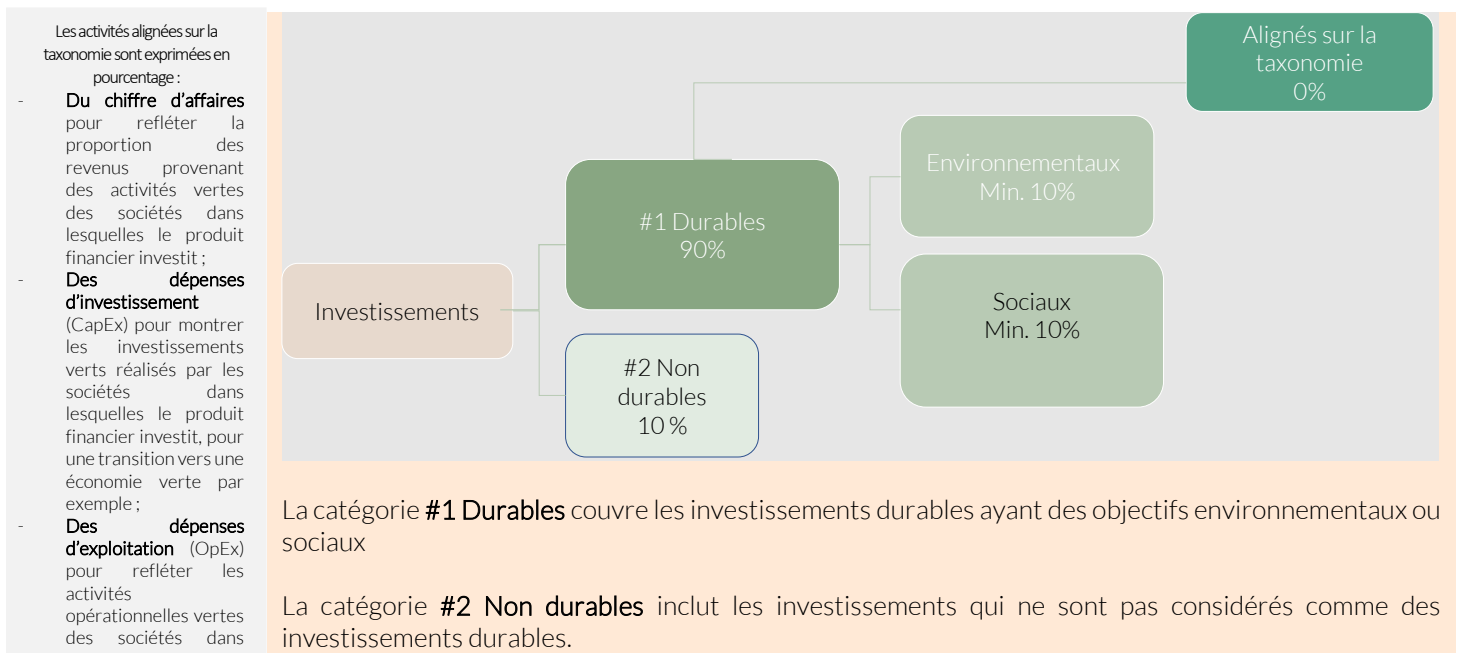 Les activités alignées sur la
taxonomie sont exprimées en
pourcentage :
- Du chiffre d’affaires
pour refléter la
proportion des
revenus provenant
des activités vertes
des sociétés dans
lesquelles le produit
financier investit ;
- Des dépenses
d’investissement
(CapEx) pour montrer
les investissements
verts réalisés par les
sociétés dans
lesquelles le produit
financier investit, pour
une transition vers une
économie verte par
exemple ;
- Des dépenses
d’exploitation (OpEx)
pour refléter les
activités
opérationnelles vertes
des sociétés dans
Alignés sur la
taxonomie
0%
Environnementaux
Min. 10%
#1 Durables
90%
Investissements
Sociaux
Min. 10%
#2 Non
durables
10 %
La catégorie #1 Durables couvre les investissements durables ayant des objectifs environnementaux ou
sociaux
La catégorie #2 Non durables inclut les investissements qui ne sont pas considérés comme des
investissements durables.